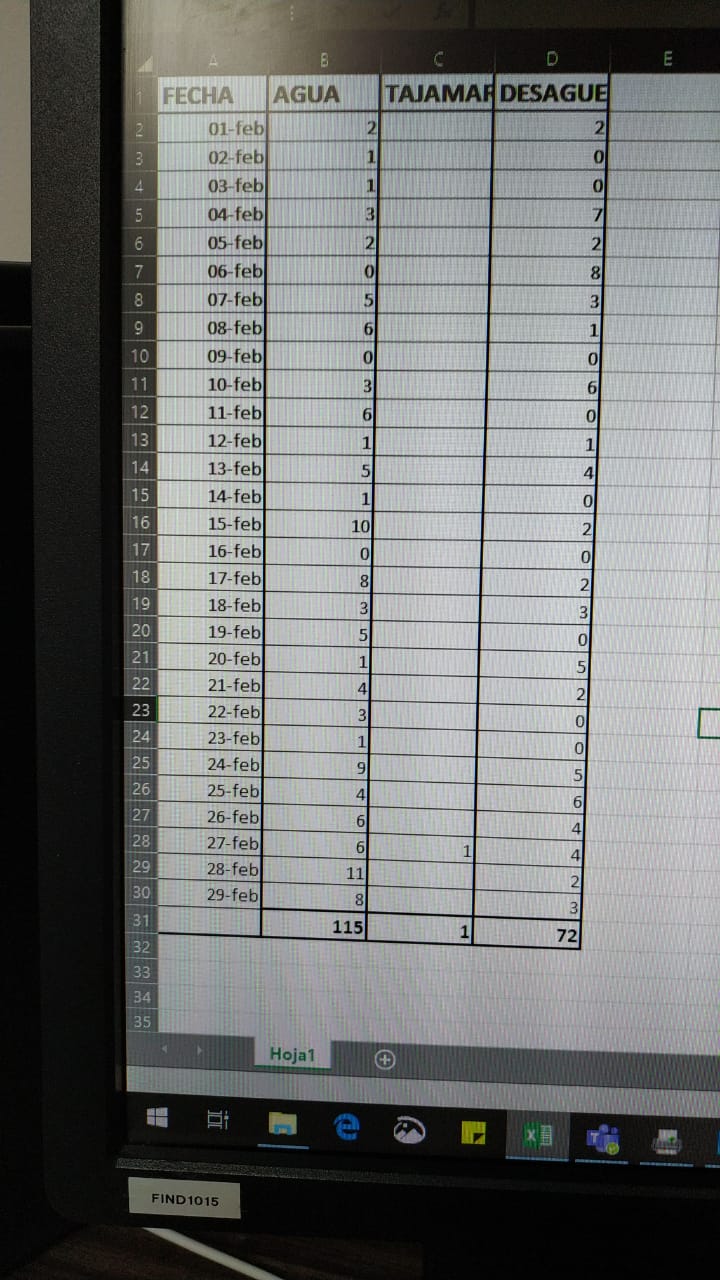 A B C D E
1 FECHA AGUA TAJAMAR DESAGUE
2 01-feb 2 2
3 02-feb 1 0
4 03-feb 1 0
5 04-feb 3 7
6 05-feb 2 2
7 06-feb 0 8
8 07-feb 5 3
9 08-feb 6 1
10 09-feb 0 0
11 10-feb 3 6
12 11-feb 6 0
13 12-feb 1 1
14 13-feb 5 4
15 14-feb 1 0
16 15-feb 10 2
17 16-feb 0 0
18 17-feb 8 2
19 18-feb 3 3
20 19-feb 5 0
21 20-feb 1 5
22 21-feb 4 2
23 22-feb 3 0
24 23-feb 1 0
25 24-feb 9 5
26 25-feb 4 6
27 26-feb 6 4
28 27-feb 6 1 4
29 28-feb 11 2
30 29-feb 8 3
31 115 1 72
32
33
34
35
Hoja1
FIND1015